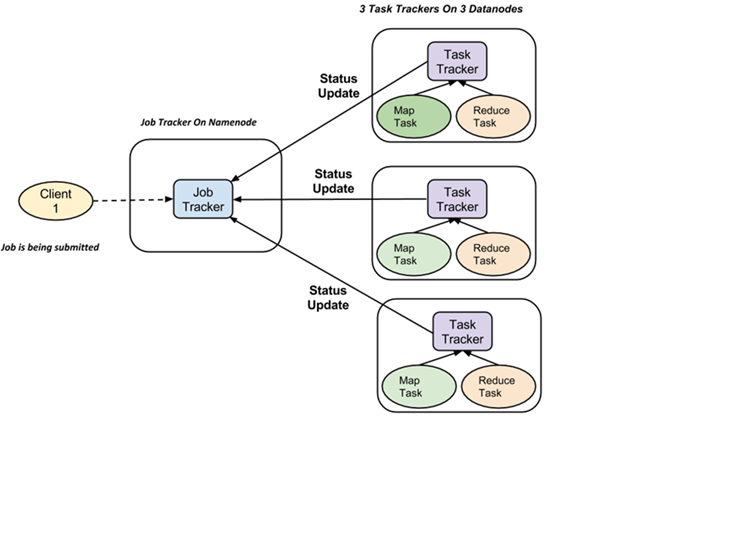 3 Task Trackers On 3 Datanodes
Task
Tracker
Status
Update
Map
Task
Reduce
Task
Job Tracker On Namenode
Status
Update
Client
1
Job
Tracker
Task
Tracker
Job is being submitted
Map
Task
Reduce
Task
Status
Update
Task
Tracker
Map
Task
Reduce
Task